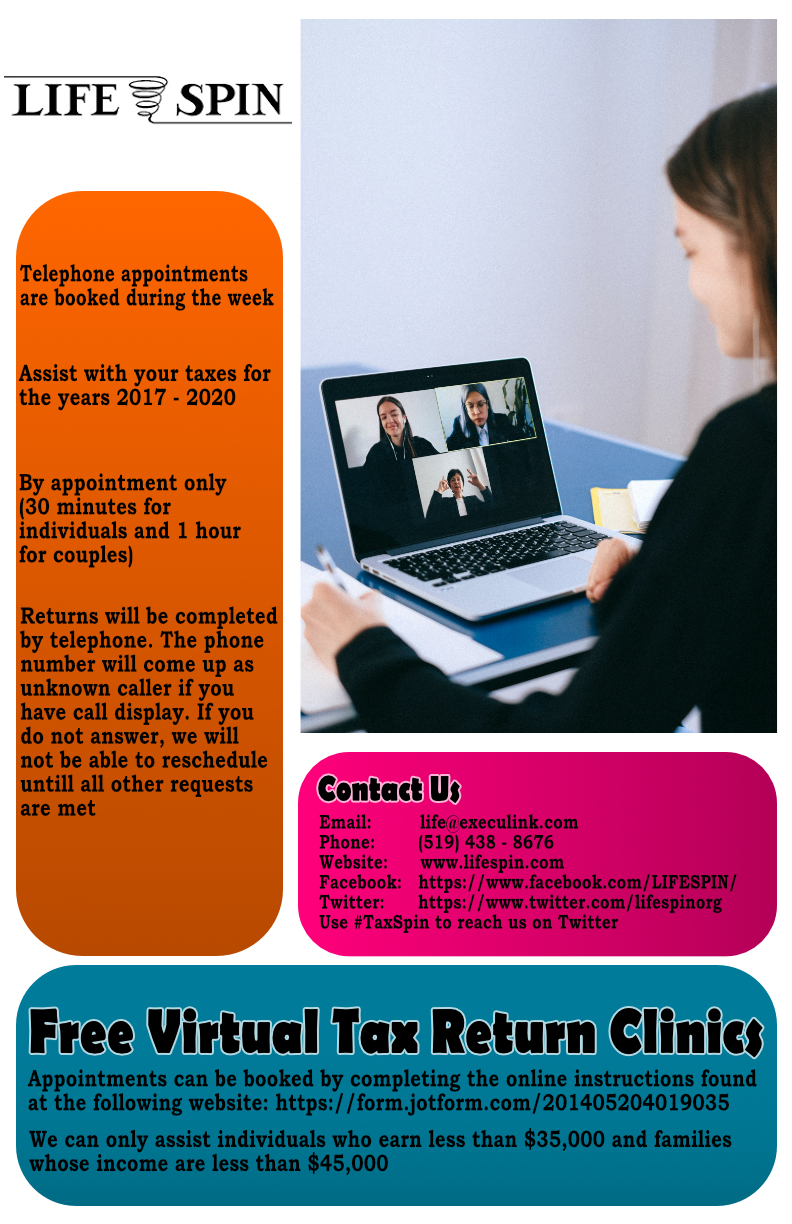 LIFE SPIN
Telephone appointments
are booked during the week
Assist with your taxes for
the years 2017 - 2020
By appointment only
(30 minutes for
individuals and 1 hour
for couples)
Returns will be completed
by telephone. The phone
number will come up as
unknown caller if you
have call display. If you
do not answer, we will
not be able to reschedule
untill all other requests
are met
Contact Us
Email: life@execulink.com
Phone: (519) 438 - 8676
Website: www.lifespin.com
Facebook: https://www.facebook.com/LIFESPIN/
Twitter: https://www.twitter.com/lifespinorg
Use #TaxSpin to reach us on Twitter
Free Virtual Tax Return Clinics
Appointments can be booked by completing the online instructions found
at the following website: https://form.jotform.com/201405204019035
We can only assist individuals who earn less than $35,000 and families
whose income are less than $45,000